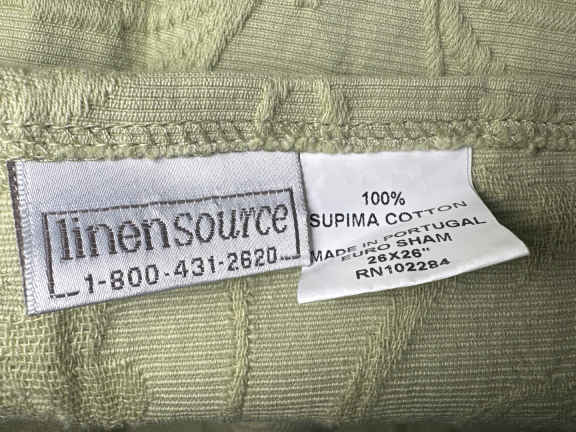 linensource
1-800-431-2620
100%
SUPIMA COTTON
MADE IN PORTUGAL
EURO SHAM
26X26"
RN102284